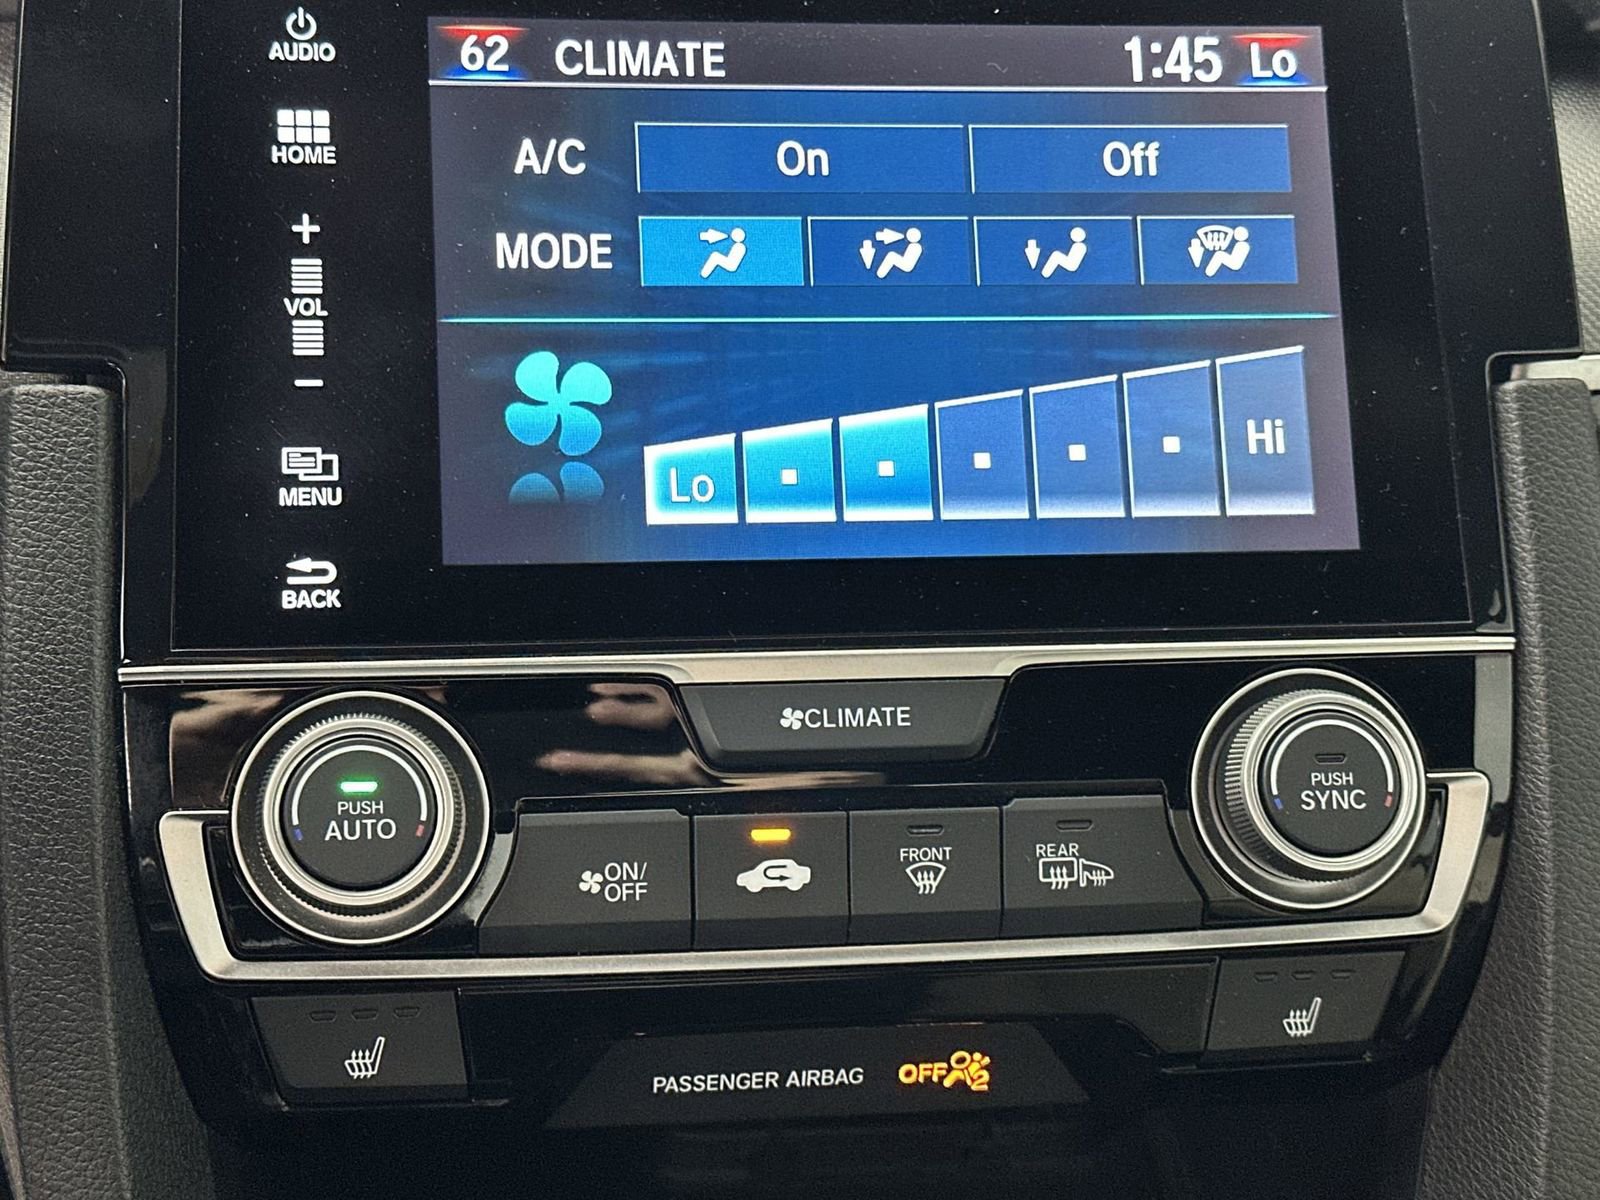 AUDIO
HOME
+
VOL
-
MENU
BACK
62 CLIMATE 1:45 Lo
A/C On Off
MODE
Lo Hi
CLIMATE
PUSH
AUTO
ON/
OFF
FRONT
REAR
PUSH
SYNC
PASSENGER AIRBAG OFF 2